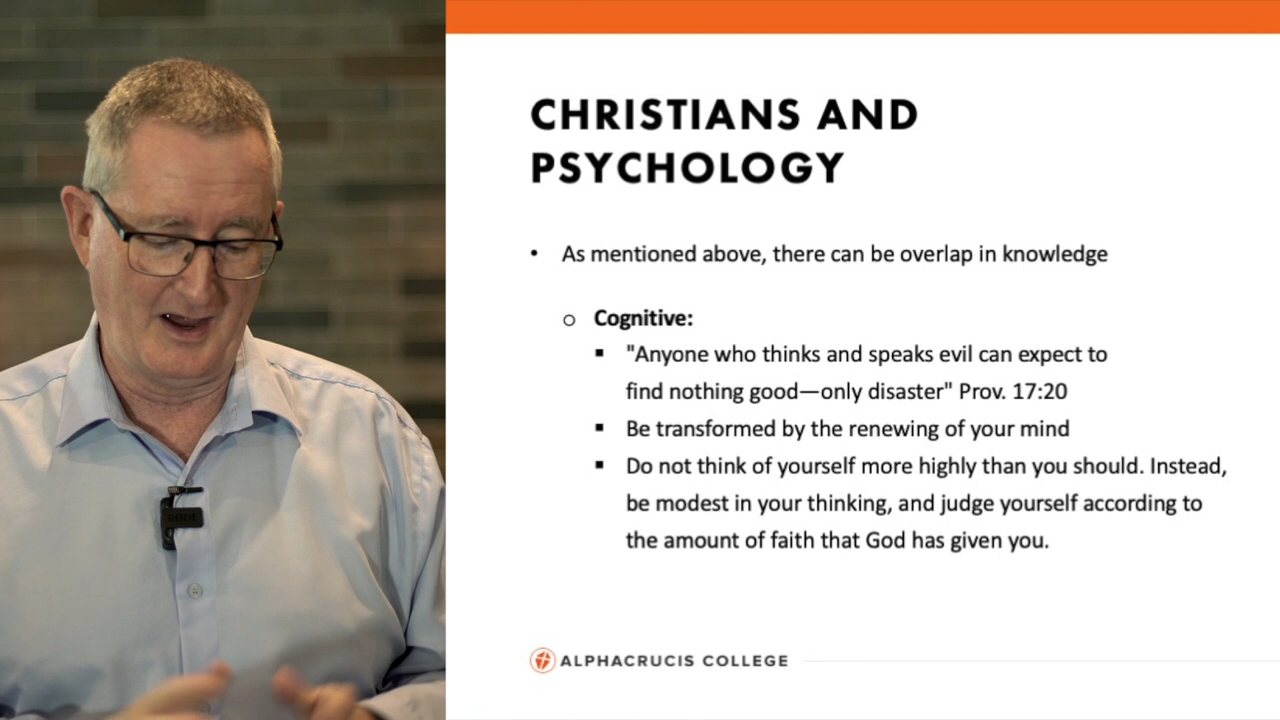 CHRISTIANS AND
PSYCHOLOGY
• As mentioned above, there can be overlap in knowledge
o Cognitive:
▪ "Anyone who thinks and speaks evil can expect to
find nothing good—only disaster" Prov. 17:20
▪ Be transformed by the renewing of your mind
▪ Do not think of yourself more highly than you should. Instead,
be modest in your thinking, and judge yourself according to
the amount of faith that God has given you.
ALPHACRUCIS COLLEGE